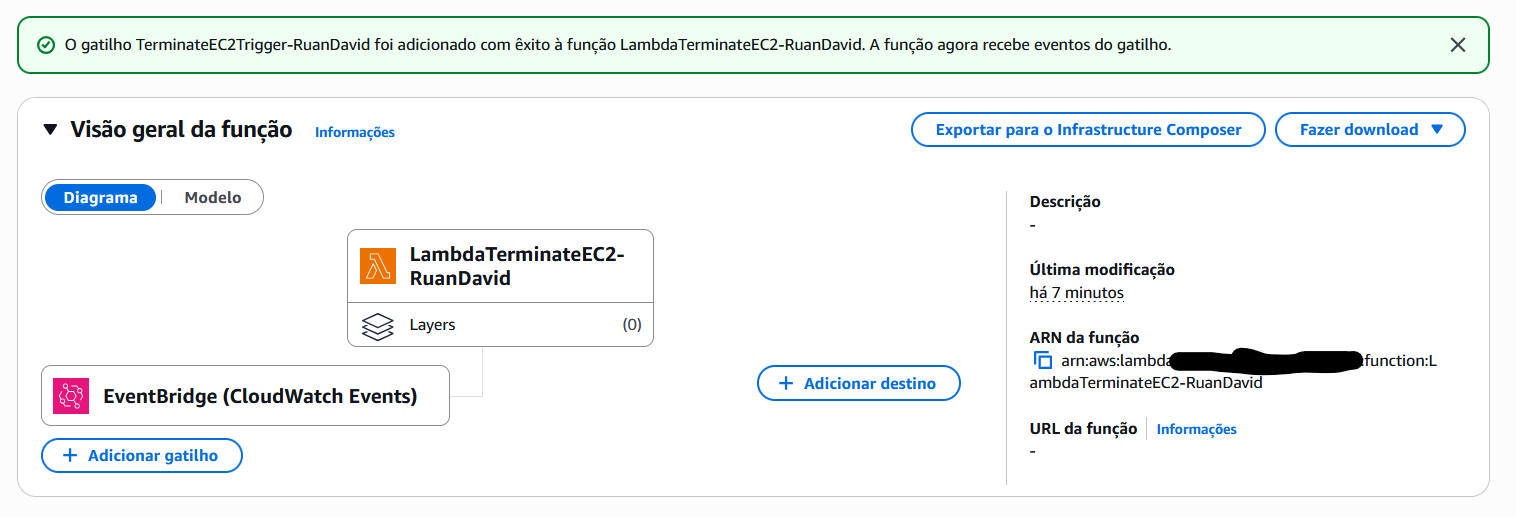 O gatilho TerminateEC2Trigger-RuanDavid foi adicionado com êxito à função LambdaTerminateEC2-RuanDavid. A função agora recebe eventos do gatilho.
Visão geral da função Informações
Exportar para o Infrastructure Composer
Fazer download
Diagrama
Modelo
LambdaTerminateEC2-
RuanDavid
Layers (0)
EventBridge (CloudWatch Events)
+ Adicionar destino
+ Adicionar gatilho
Descrição
-
Última modificação
há 7 minutos
ARN da função
arn:aws:lambda :function:L
ambdaTerminateEC2-RuanDavid
URL da função Informações
-